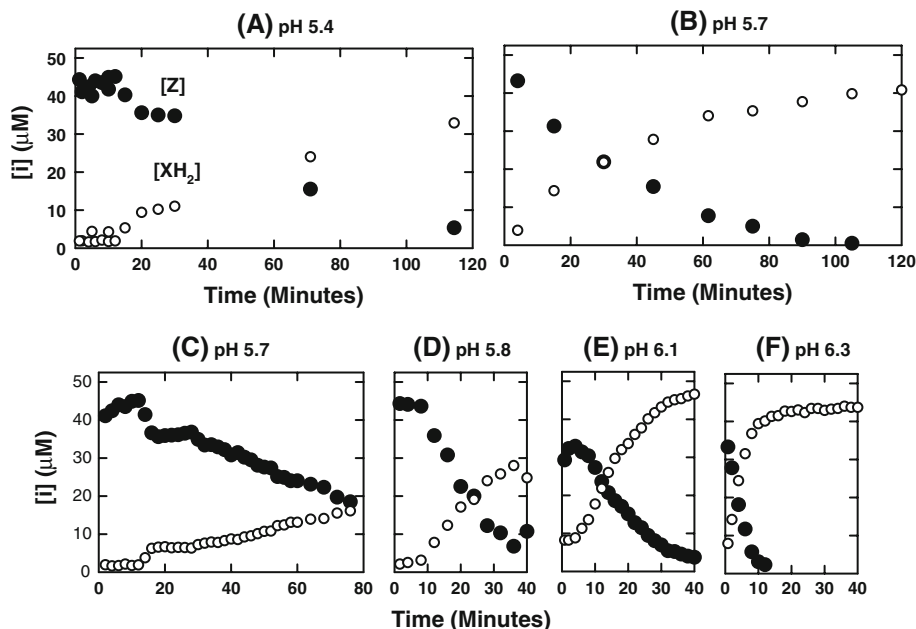 (A) pH 5.4
(B) pH 5.7
50
40
30
20
10
0
[i] (μM)
[Z]
[XH2]
0 20 40 60 80 100 120
0 20 40 60 80 100 120
Time (Minutes)
Time (Minutes)
(C) pH 5.7
(D) pH 5.8
(E) pH 6.1
(F) pH 6.3
50
40
30
20
10
0
[i] (μM)
0 20 40 60 80
0 10 20 30 40
0 10 20 30 40
0 10 20 30 40
Time (Minutes)